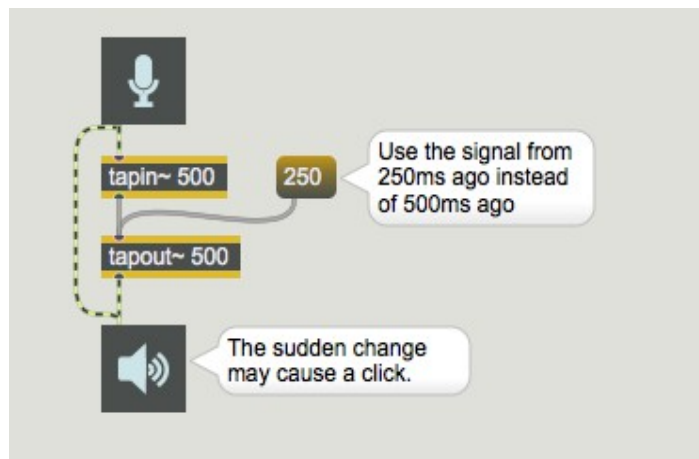 tapin~ 500
250
Use the signal from
250ms ago instead
of 500ms ago
tapout~ 500
The sudden change
may cause a click.